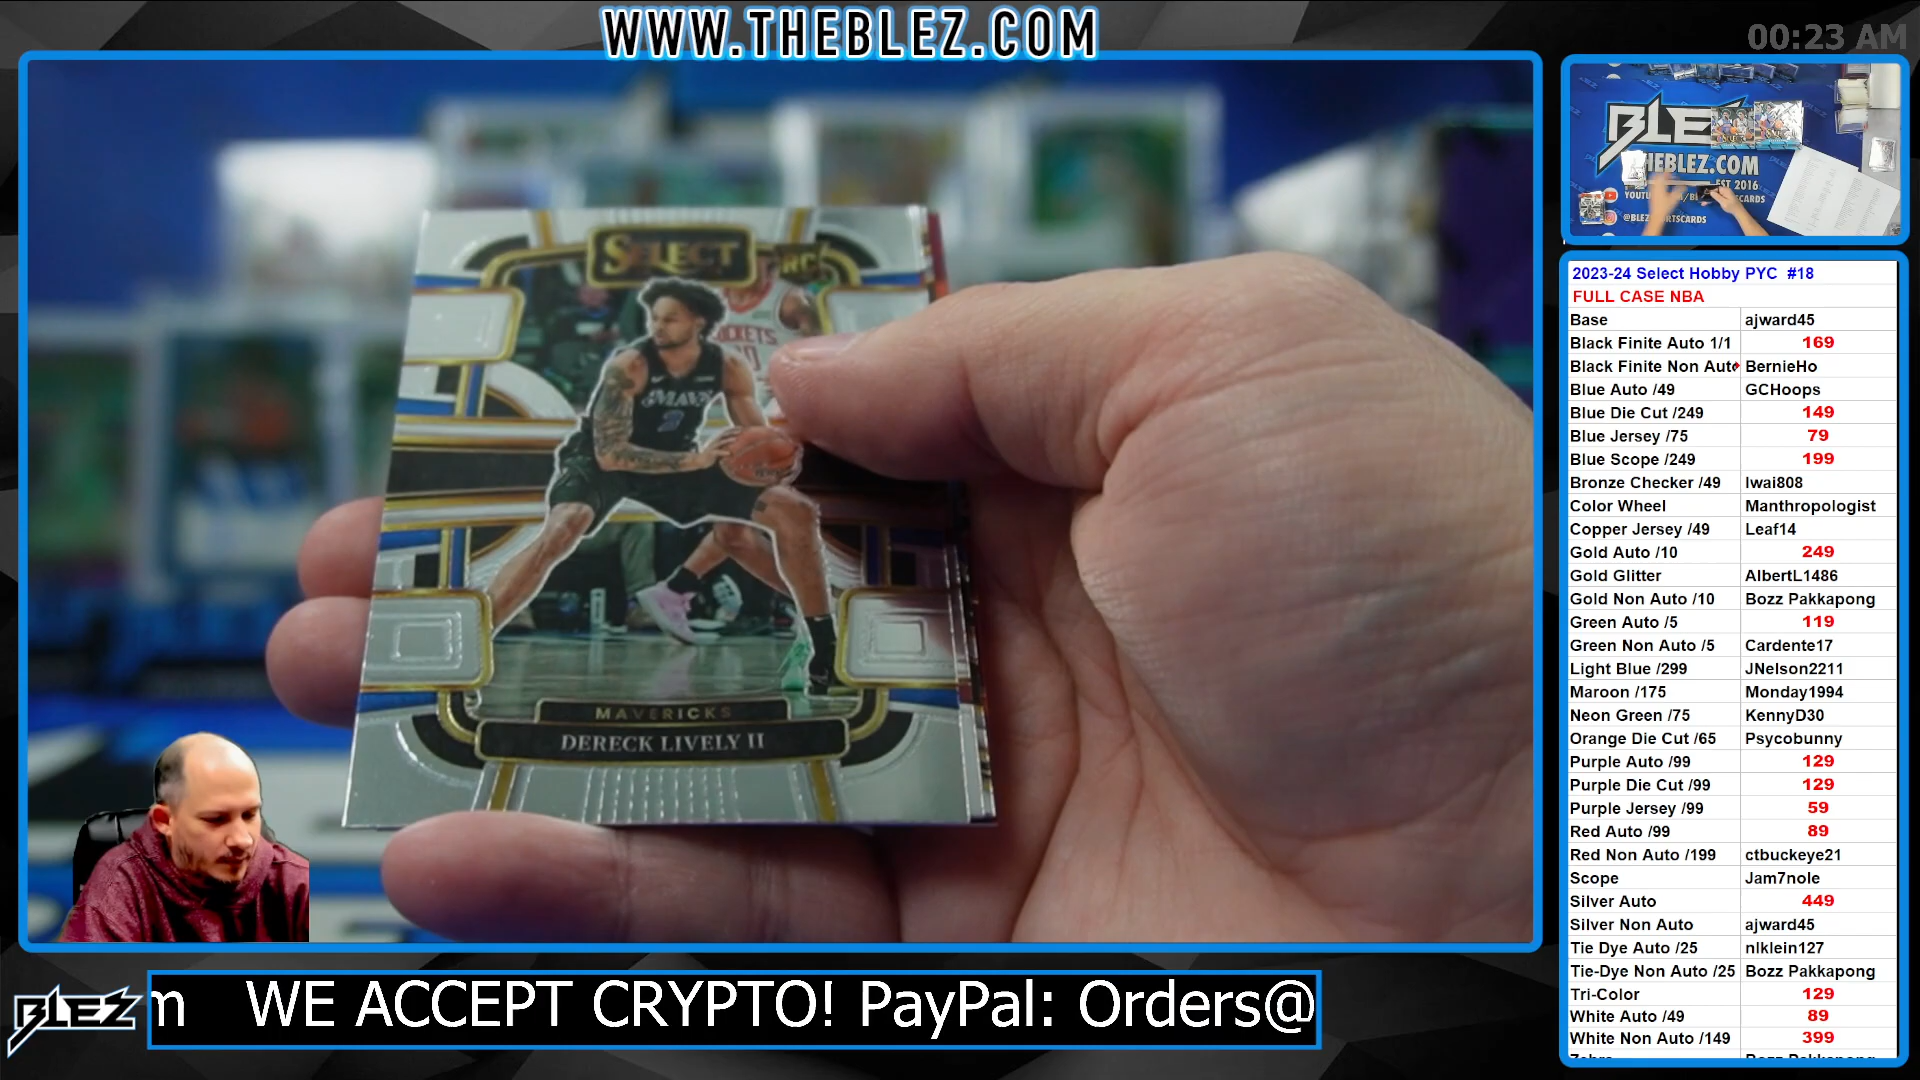 WWW.THEBLEZ.COM
00:23 AM
SELECT
RC
MAVERICKS
DERECK LIVELY II
BLEZ
THEBLEZ.COM
EST 2016
2023-24 Select Hobby PYC #18
FULL CASE NBA
Base ajward45
Black Finite Auto 1/1 169
Black Finite Non Aut BernieHo
Blue Auto /49 GCHoops
Blue Die Cut /249 149
Blue Jersey /75 79
Blue Scope /249 199
Bronze Checker /49 Iwai808
Color Wheel Manthropologist
Copper Jersey /49 Leaf14
Gold Auto /10 249
Gold Glitter AlbertL1486
Gold Non Auto /10 Bozz Pakkapong
Green Auto /5 119
Green Non Auto /5 Cardente17
Light Blue /299 JNelson2211
Maroon /175 Monday1994
Neon Green /75 KennyD30
Orange Die Cut /65 Psycobunny
Purple Auto /99 129
Purple Die Cut /99 129
Purple Jersey /99 59
Red Auto /99 89
Red Non Auto /199 ctbuckeye21
Scope Jam7nole
Silver Auto 449
Silver Non Auto ajward45
Tie Dye Auto /25 nlklein127
Tie-Dye Non Auto /25 Bozz Pakkapong
Tri-Color 129
White Auto /49 89
White Non Auto /149 399
BLEZ
m WE ACCEPT CRYPTO! PayPal: Orders@